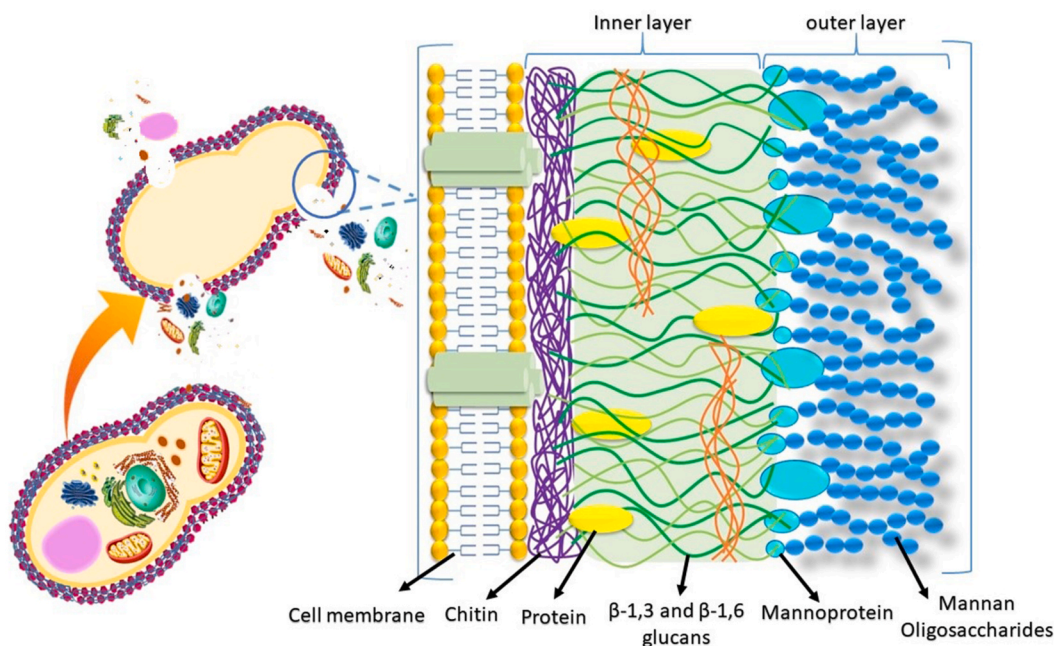 Inner layer
outer layer
Cell membrane
Chitin
Protein
β-1,3 and β-1,6
glucans
Mannoprotein
Mannan
Oligosaccharides